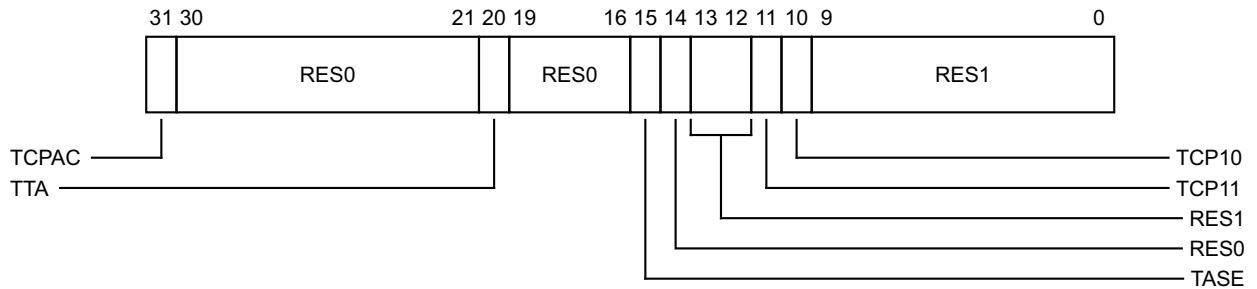 31 30 21 20 19 16 15 14 13 12 11 10 9 0
RES0 RES0 RES1
TCPAC TCP10
TTA TCP11
RES1
RES0
TASE